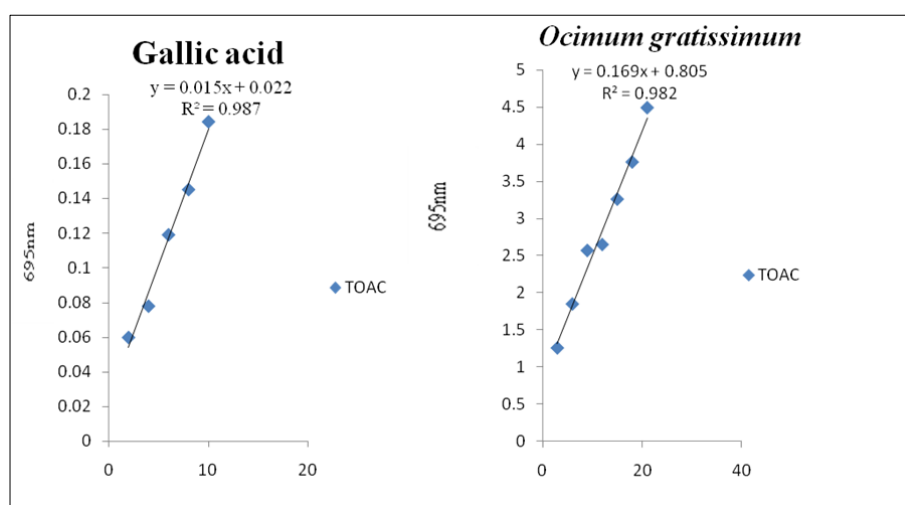 Gallic acid
y = 0.015x + 0.022
R² = 0.987
0.2
0.18
0.16
0.14
0.12
0.1
0.08
0.06
0.04
0.02
0
695nm
0 10 20
TOAC
Ocimum gratissimum
y = 0.169x + 0.805
R² = 0.982
5
4.5
4
3.5
3
2.5
2
1.5
1
0.5
0
695nm
0 20 40
TOAC